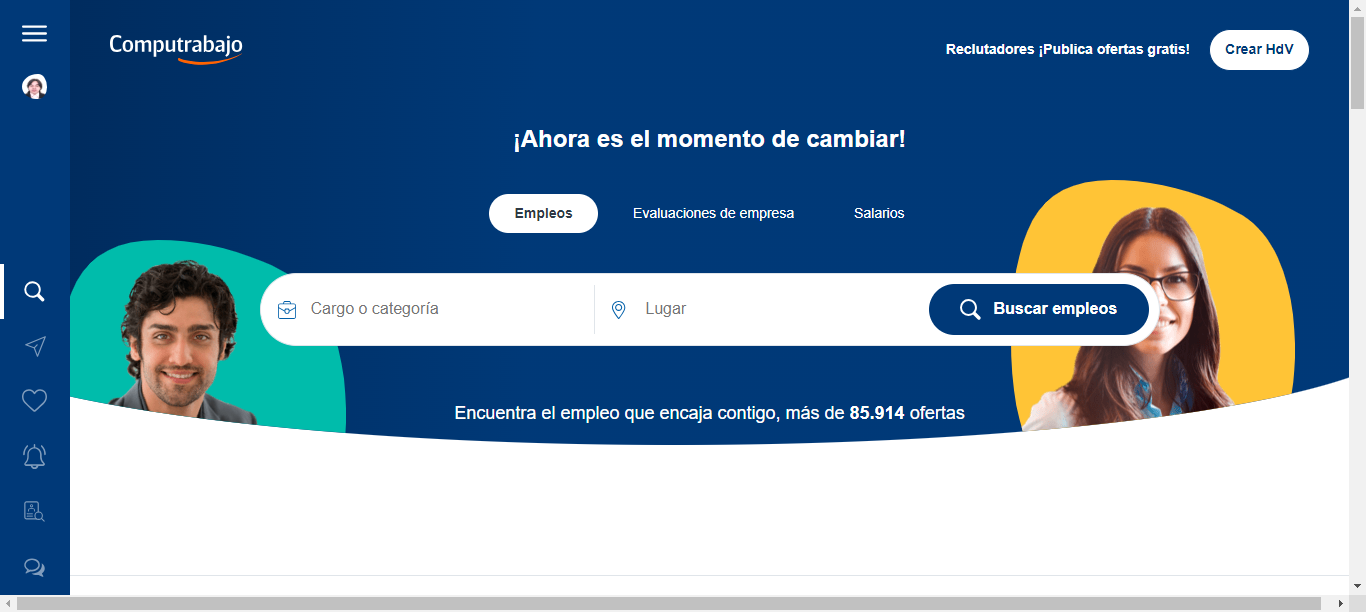 Computrabajo
Reclutadores ¡Publica ofertas gratis!
Crear HdV
¡Ahora es el momento de cambiar!
Empleos
Evaluaciones de empresa
Salarios
Cargo o categoría
Lugar
Buscar empleos
Encuentra el empleo que encaja contigo, más de 85.914 ofertas